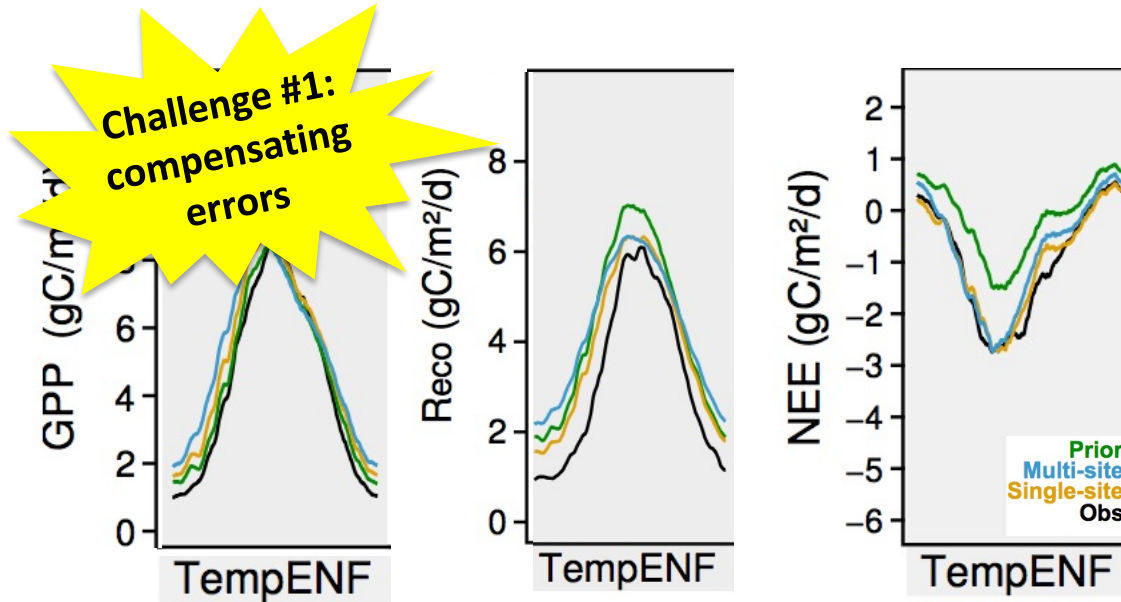 Challenge #1:
compensating
errors
GPP (gC/m²/d)
6
4
2
0
TempENF
Reco (gC/m²/d)
8
6
4
2
0
TempENF
NEE (gC/m²/d)
2
1
0
−1
−2
−3
−4
−5
−6
Prior
Multi-site
Single-site
Obs
TempENF